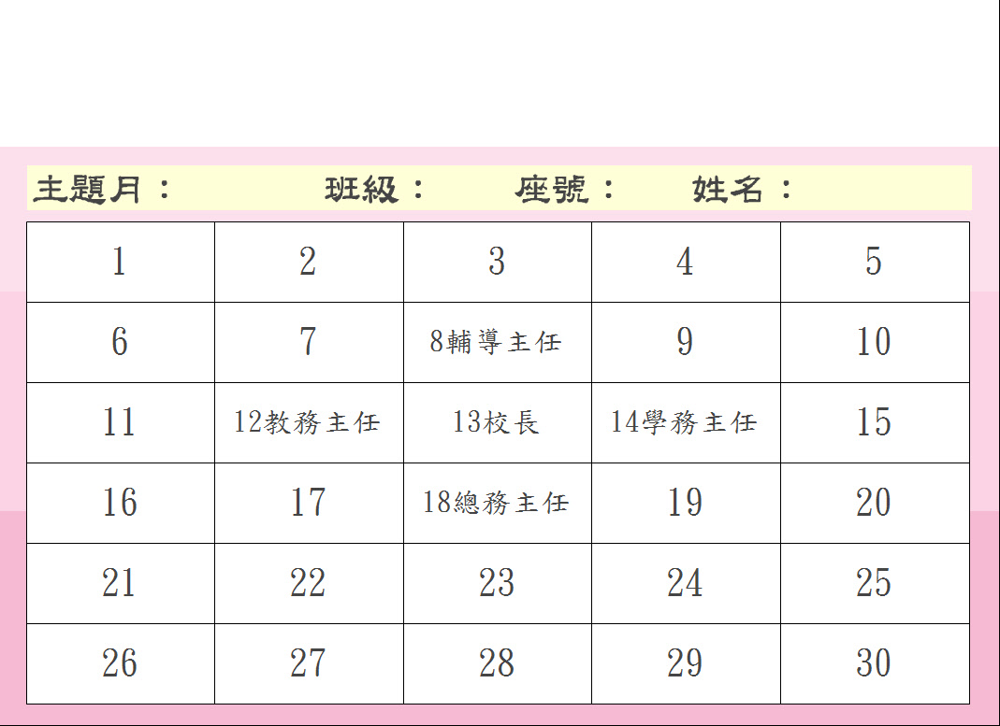 主題月： 班級： 座號： 姓名：
1 2 3 4 5
6 7 8輔導主任 9 10
11 12教務主任 13校長 14學務主任 15
16 17 18總務主任 19 20
21 22 23 24 25
26 27 28 29 30